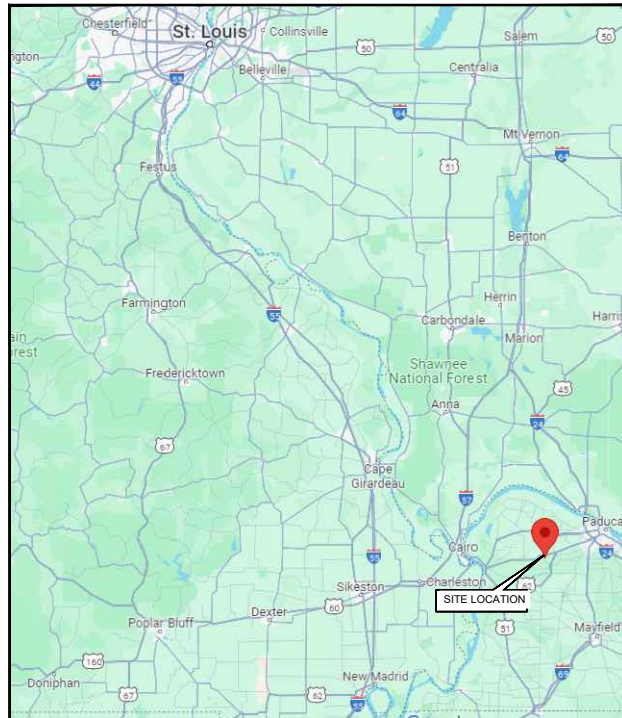 Chesterfield
St. Louis
Collinsville
Salem
50
50
ngton
55
Belleville
Centralia
44
64
Mt Vernon
Festus
51
64
Benton
Farmington
55
Herrin
Carbondale
Harris
Marion
ain
Forest
Shawnee
National Forest
Fredericktown
45
Anna
24
67
Cape
Girardeau
57
Paduca
55
Cairo
24
Charleston
62
Sikeston
SITE LOCATION
60
Dexter
Poplar Bluff
51
Mayfield
160
New Madrid
69
Doniphan
67
62
55